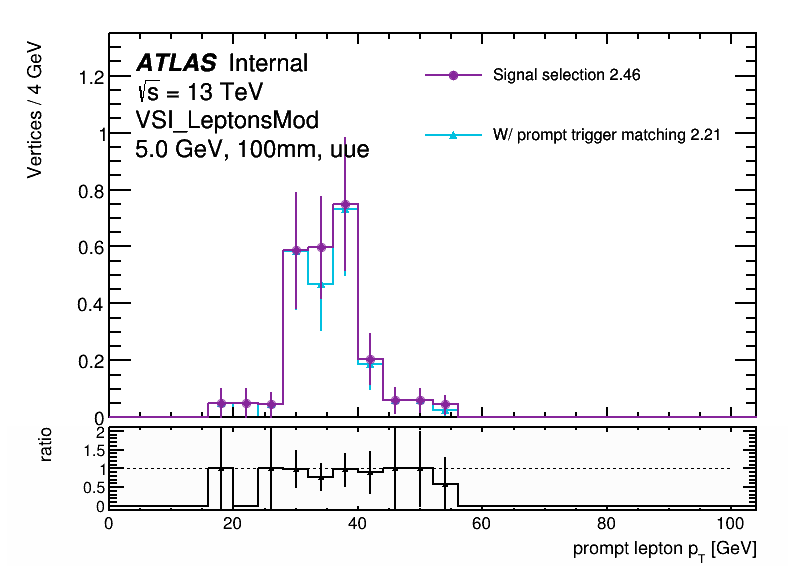 Vertices / 4 GeV
ATLAS Internal
√s = 13 TeV
VSI_LeptonsMod
5.0 GeV, 100mm, uue
Signal selection 2.46
W/ prompt trigger matching 2.21
1.2
1
0.8
0.6
0.4
0.2
0
ratio
2
1.5
1
0.5
0
0 20 40 60 80 100
prompt lepton p_T [GeV]